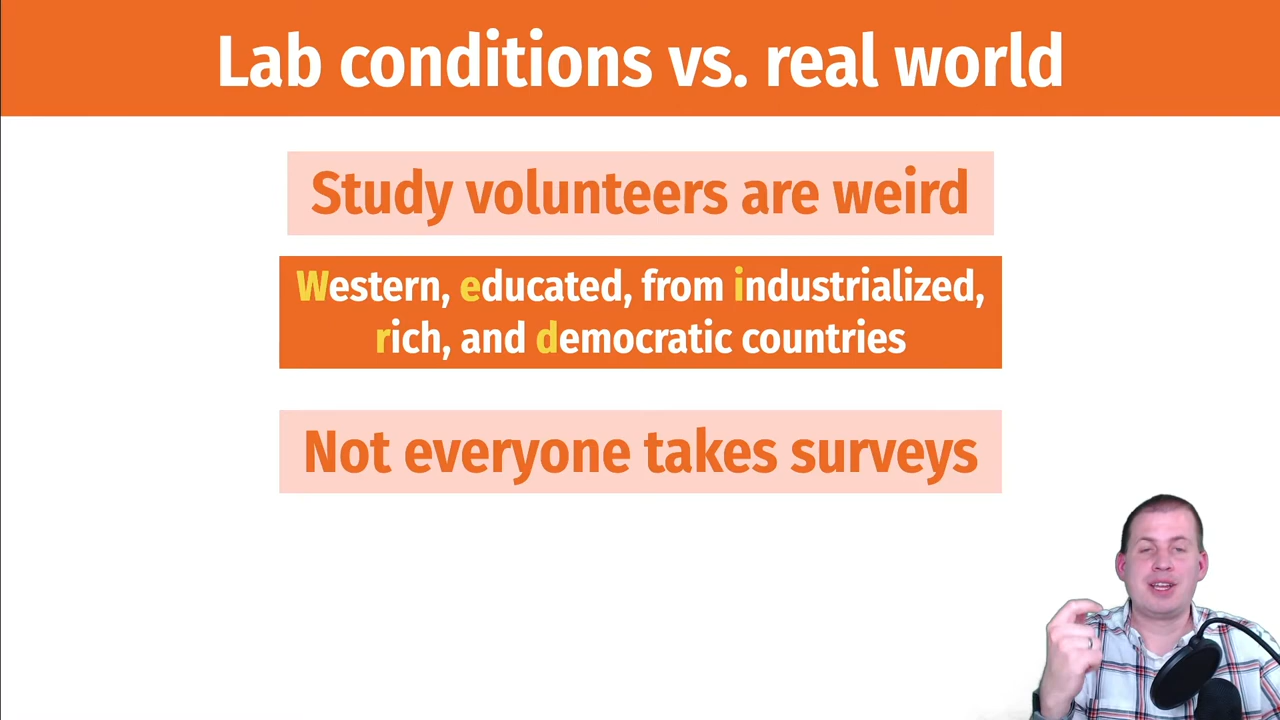 Lab conditions vs. real world
Study volunteers are weird
Western, educated, from industrialized,
rich, and democratic countries
Not everyone takes surveys